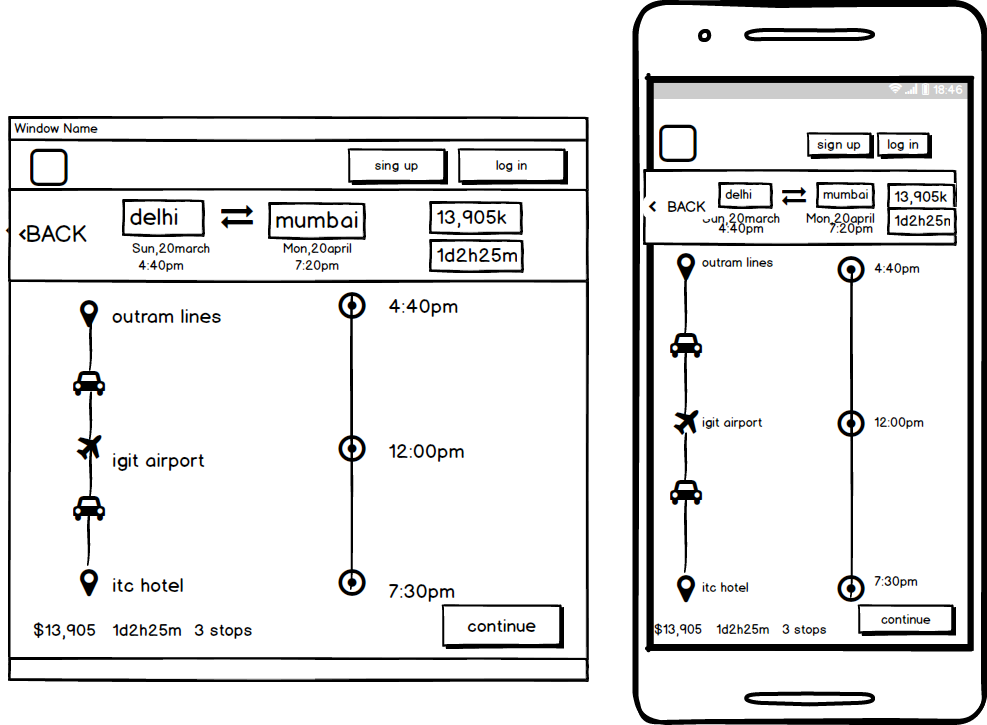 Window Name
sing up
log in
<BACK
delhi
mumbai
13,905k
Sun,20march
Mon,20april
4:40pm
7:20pm
1d2h25m
outram lines
4:40pm
igit airport
12:00pm
itc hotel
7:30pm
$13,905 1d2h25m 3 stops
continue
18:46
sign up
log in
< BACK
delhi
mumbai
13,905k
Sun,20march
Mon,20april
1d2h25m
4:40pm
7:20pm
outram lines
4:40pm
igit airport
12:00pm
itc hotel
7:30pm
continue
$13,905 1d2h25m 3 stops